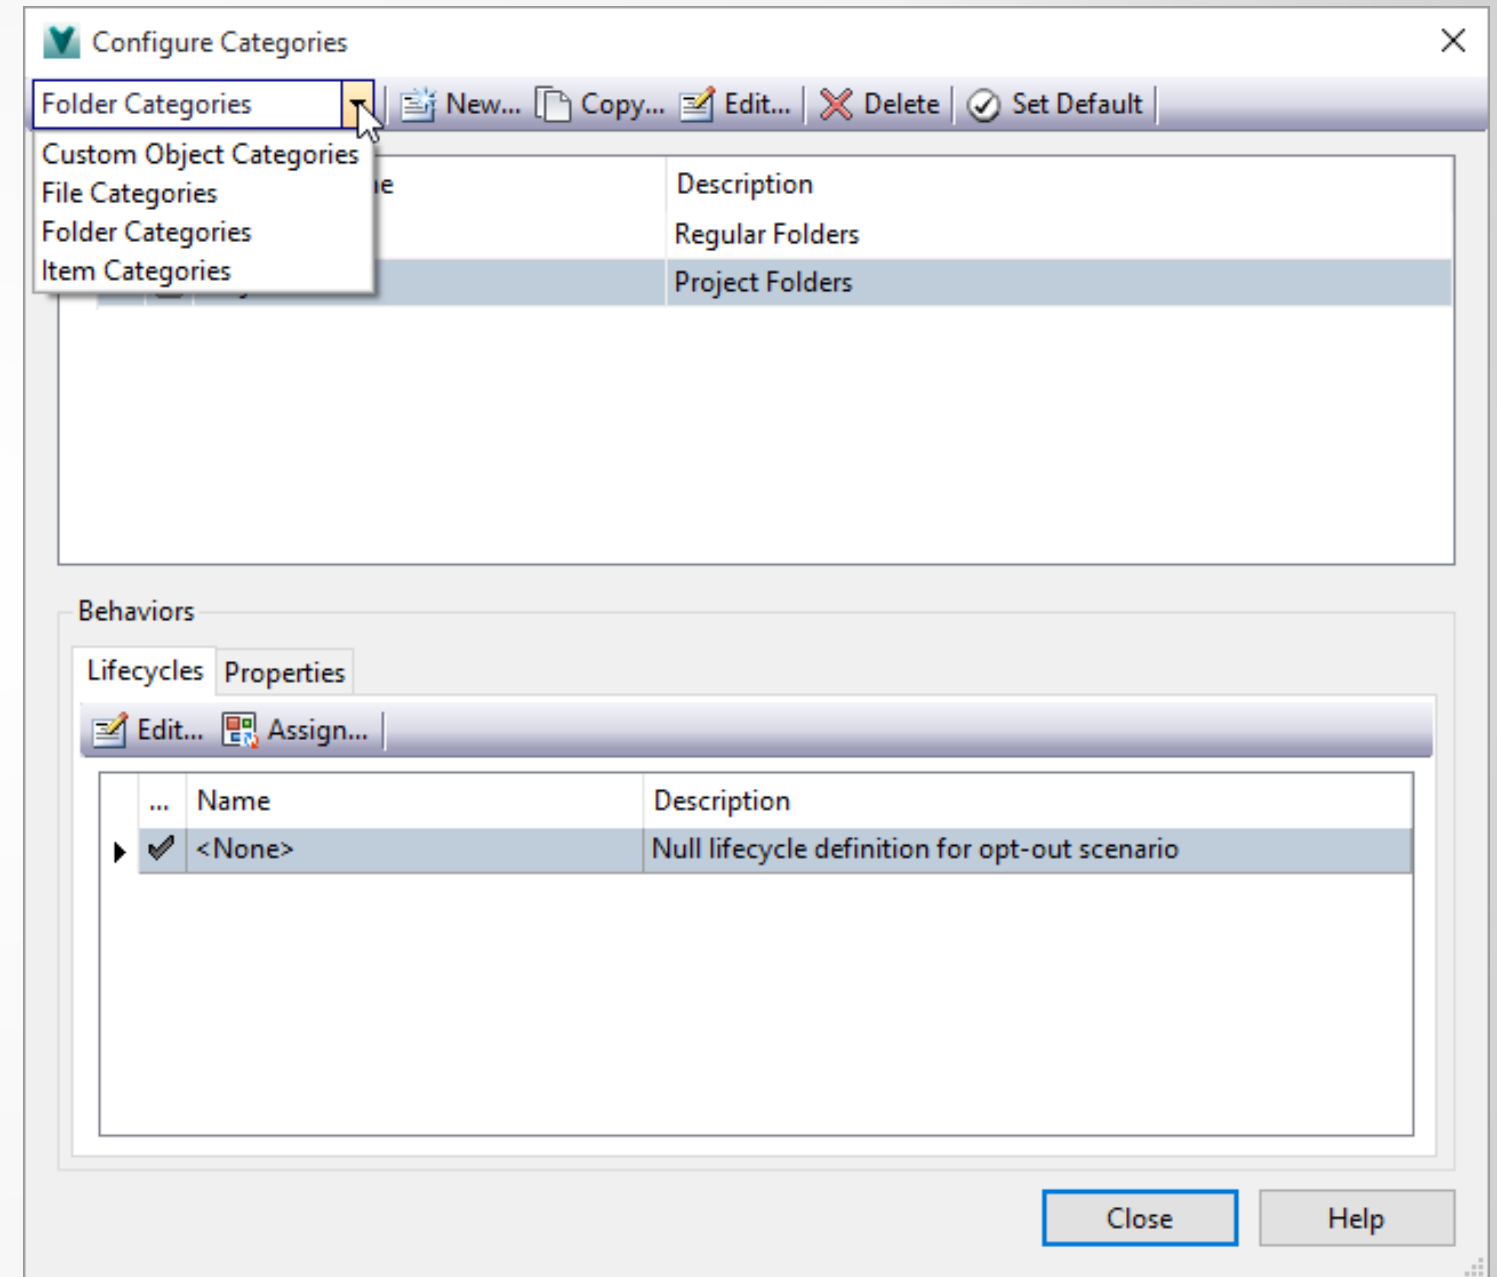 Configure Categories
Folder Categories New... Copy... Edit... Delete Set Default
Custom Object Categories
File Categories
Folder Categories
Item Categories
Description
Regular Folders
Project Folders
Behaviors
Lifecycles Properties
Edit... Assign...
... Name Description
<None> Null lifecycle definition for opt-out scenario
Close Help